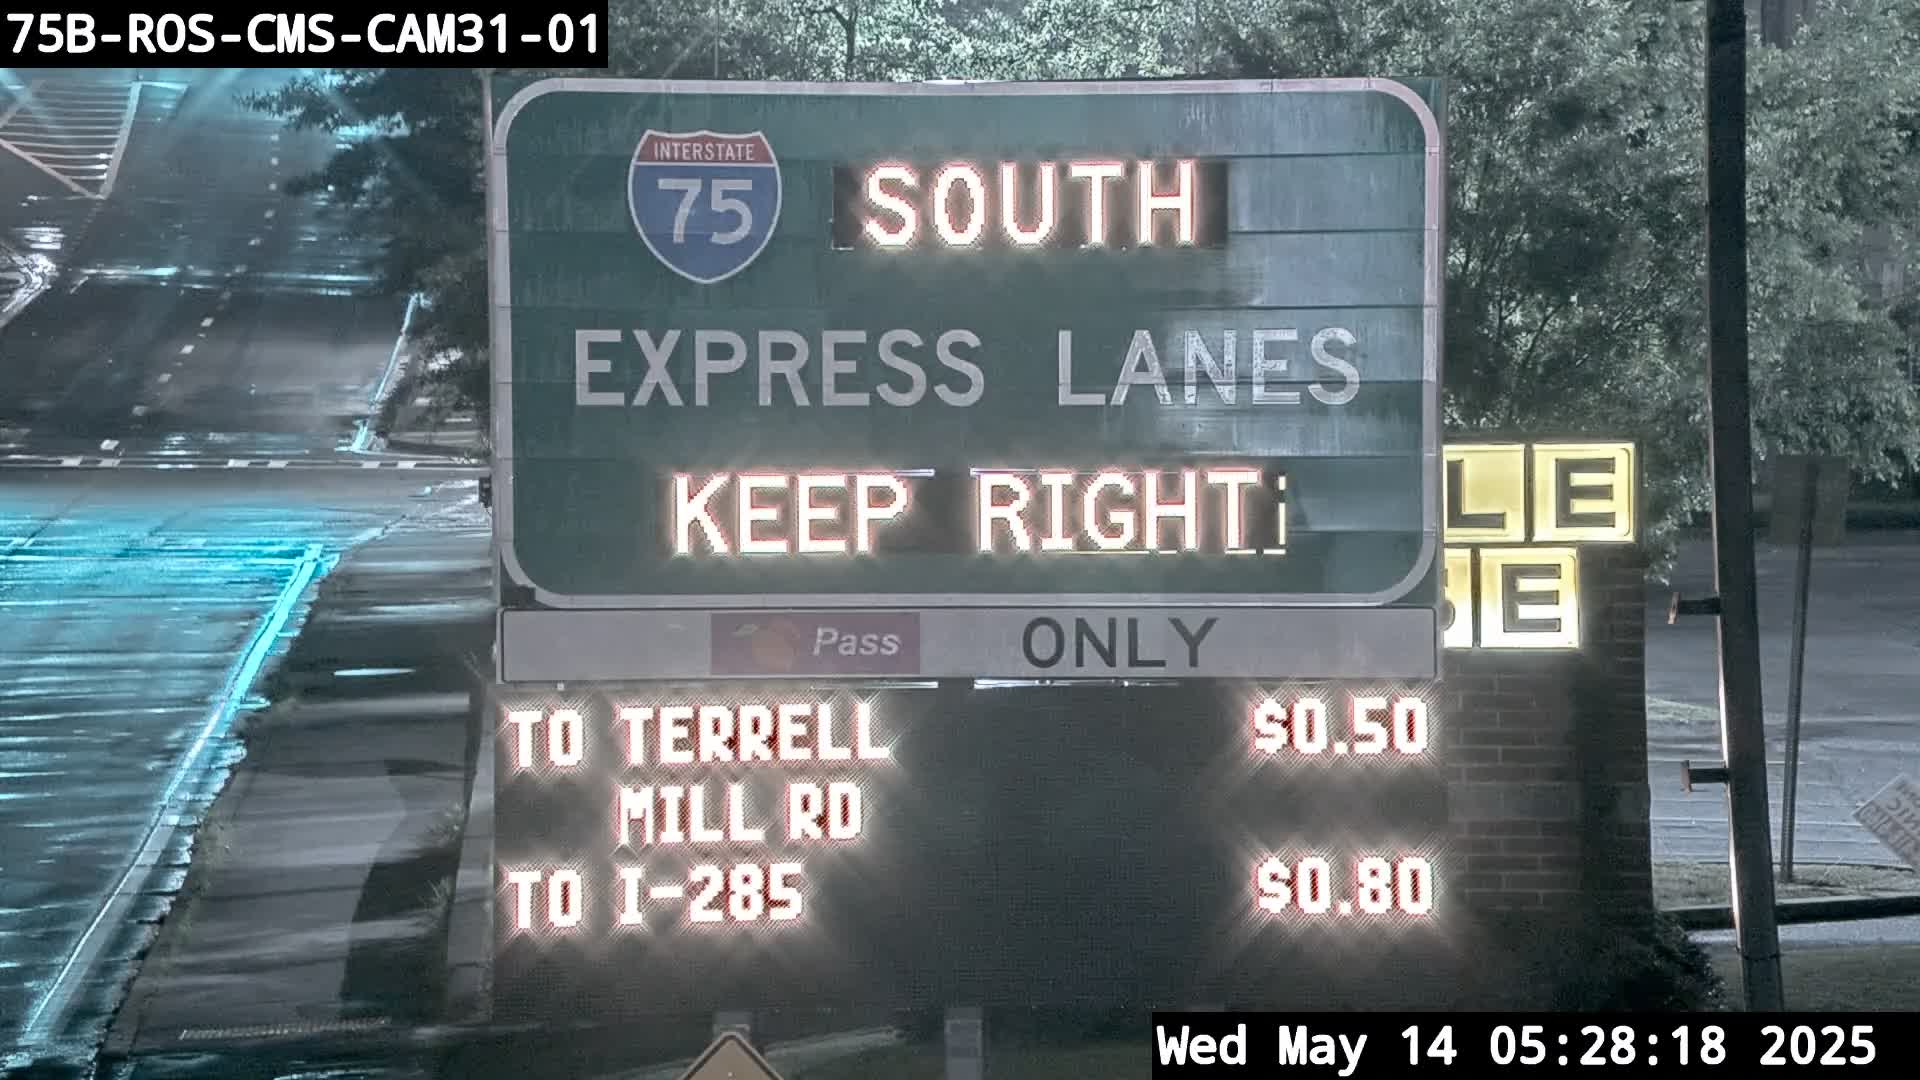 75B-ROS-CMS-CAM31-01
INTERSTATE
75
SOUTH
EXPRESS LANES
KEEP RIGHT
LE
E
Pass ONLY
TO TERRELL $0.50
MILL RD
TO I-285 $0.80
Wed May 14 05:28:18 2025